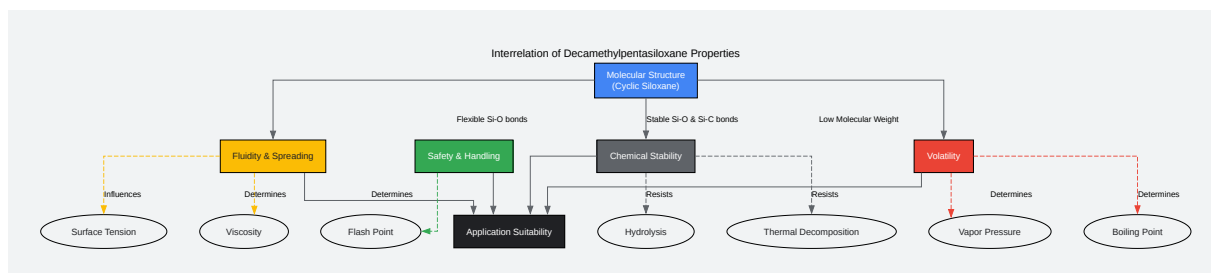 Interrelation of Decamethylpentasiloxane Properties
Molecular Structure
(Cyclic Siloxane)
Flexible Si-O bonds
Stable Si-O & Si-C bonds
Low Molecular Weight
Fluidity & Spreading
Safety & Handling
Chemical Stability
Volatility
Influences
Determines
Determines
Resists
Resists
Determines
Determines
Surface Tension
Viscosity
Flash Point
Application Suitability
Hydrolysis
Thermal Decomposition
Vapor Pressure
Boiling Point